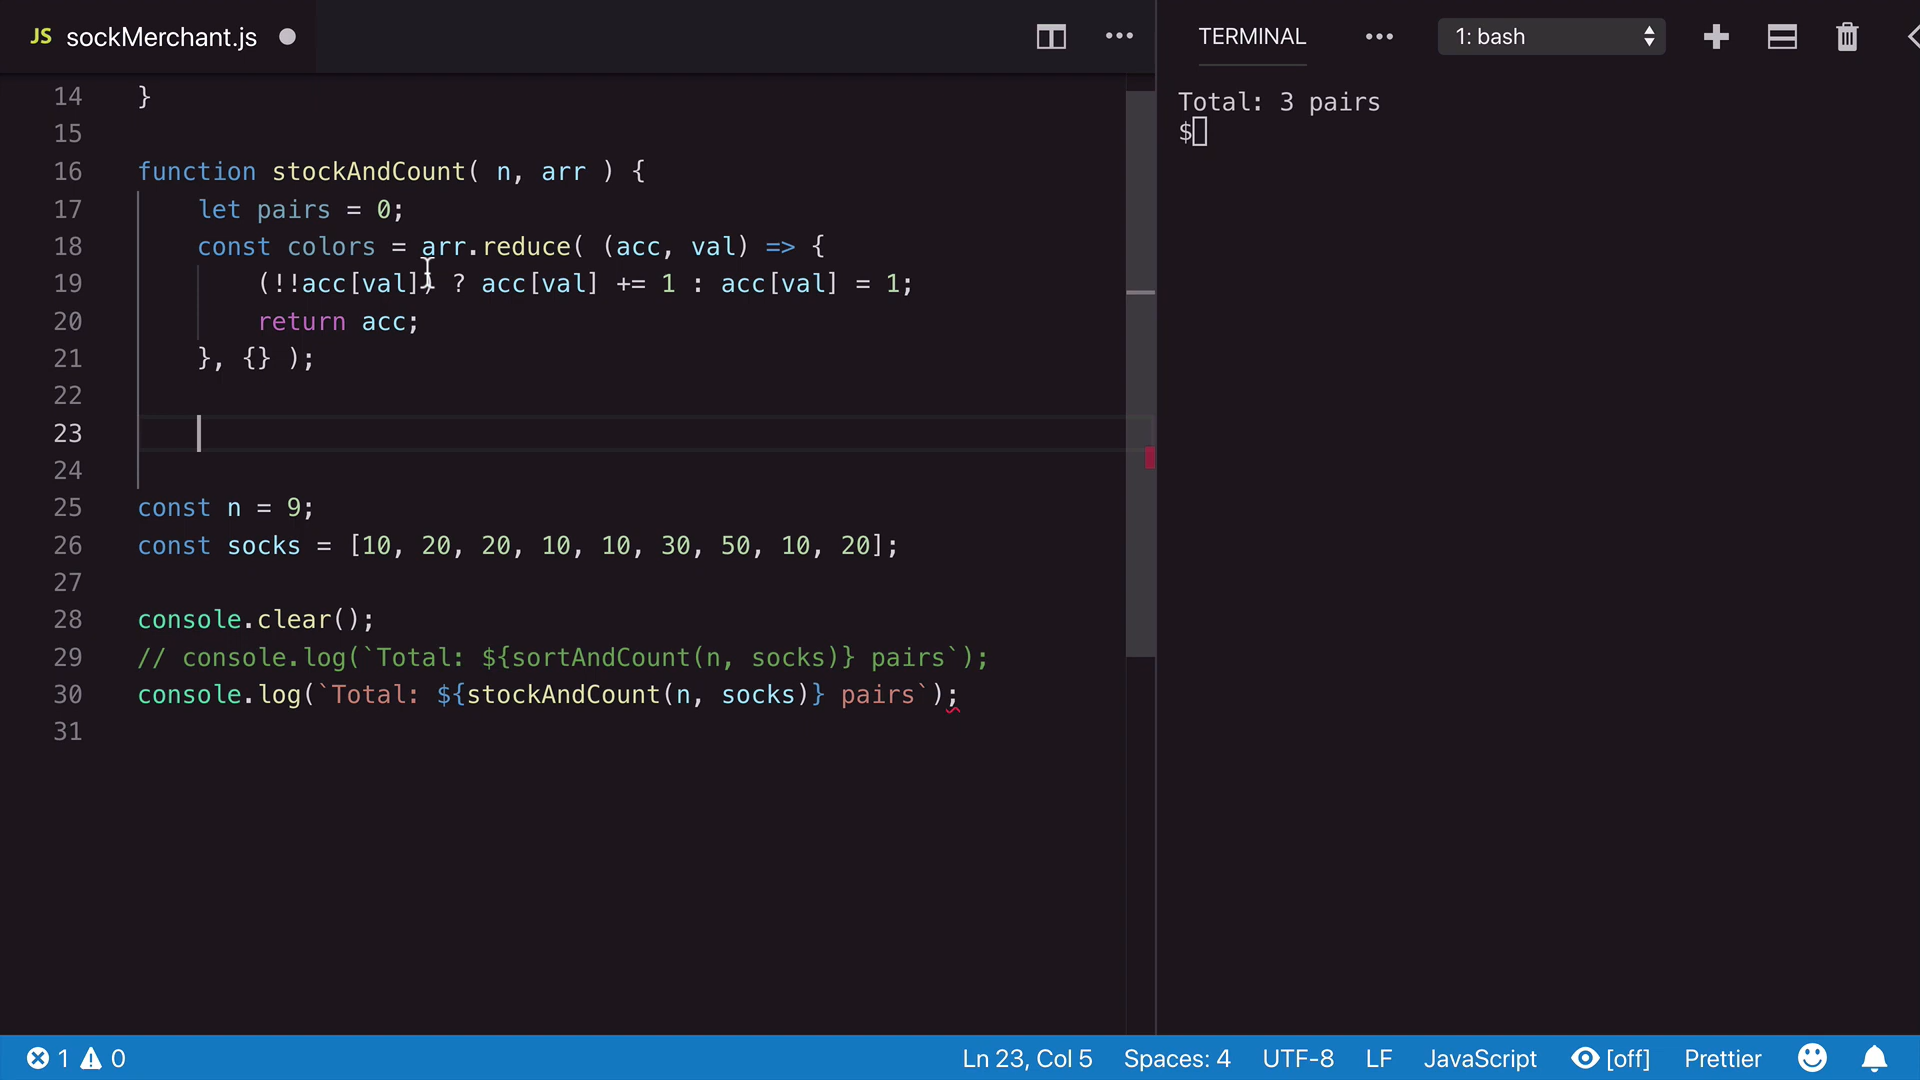 JS sockMerchant.js
TERMINAL
1: bash
14 }
15
16 function stockAndCount( n, arr ) {
17 let pairs = 0;
18 const colors = arr.reduce( (acc, val) => {
19 (!!acc[val]) ? acc[val] += 1 : acc[val] = 1;
20 return acc;
21 }, {} );
22
23
24
25 const n = 9;
26 const socks = [10, 20, 20, 10, 10, 30, 50, 10, 20];
27
28 console.clear();
29 // console.log(`Total: ${sortAndCount(n, socks)} pairs`);
30 console.log(`Total: ${stockAndCount(n, socks)} pairs`);
31
Total: 3 pairs
$
1 0
Ln 23, Col 5 Spaces: 4 UTF-8 LF JavaScript [off] Prettier